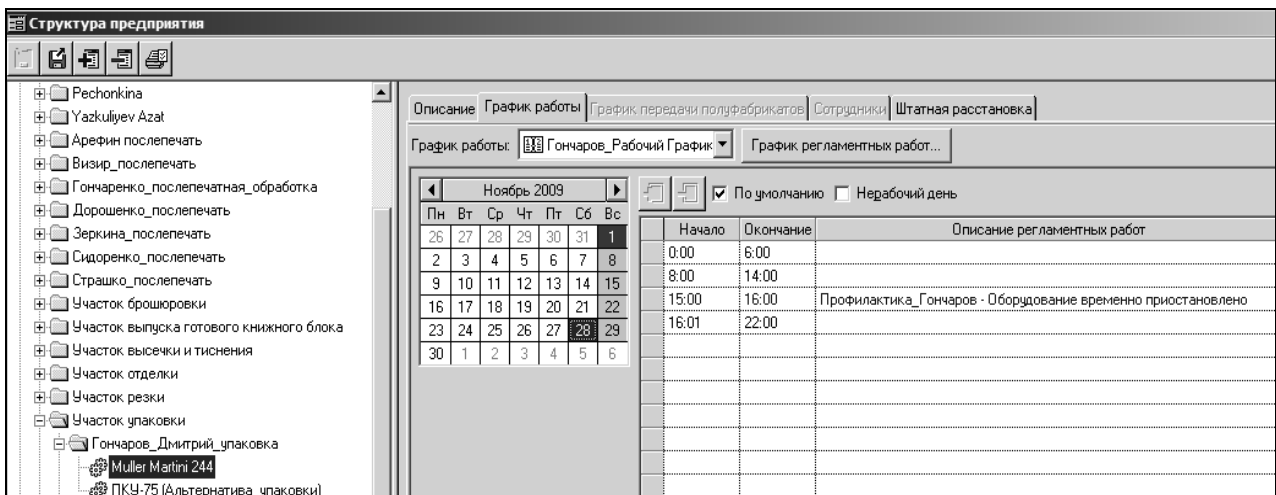 Структура предприятия
Pechonkina
Yazkuliyev Azat
Арефин послепечать
Визир_послепечать
Гончаренко_послепечатная_обработка
Дорошенко_послепечать
Зеркина_послепечать
Сидоренко_послепечать
Страшко_послепечать
Участок брошюровки
Участок выпуска готового книжного блока
Участок высечки и тиснения
Участок отделки
Участок резки
Участок упаковки
Гончаров_Дмитрий_упаковка
Muller Martini 244
ПКУ-75 (Альтернатива_упаковки)
Описание График работы График передачи полуфабрикатов Сотрудники Штатная расстановка
График работы: Гончаров_Рабочий График График регламентных работ...
Ноябрь 2009
Пн Вт Ср Чт Пт Сб Вс
26 27 28 29 30 31 1
2 3 4 5 6 7 8
9 10 11 12 13 14 15
16 17 18 19 20 21 22
23 24 25 26 27 28 29
30 1 2 3 4 5 6
По умолчанию Нерабочий день
Начало Окончание Описание регламентных работ
0:00 6:00
8:00 14:00
15:00 16:00 Профилактика_Гончаров - Оборудование временно приостановлено
16:01 22:00